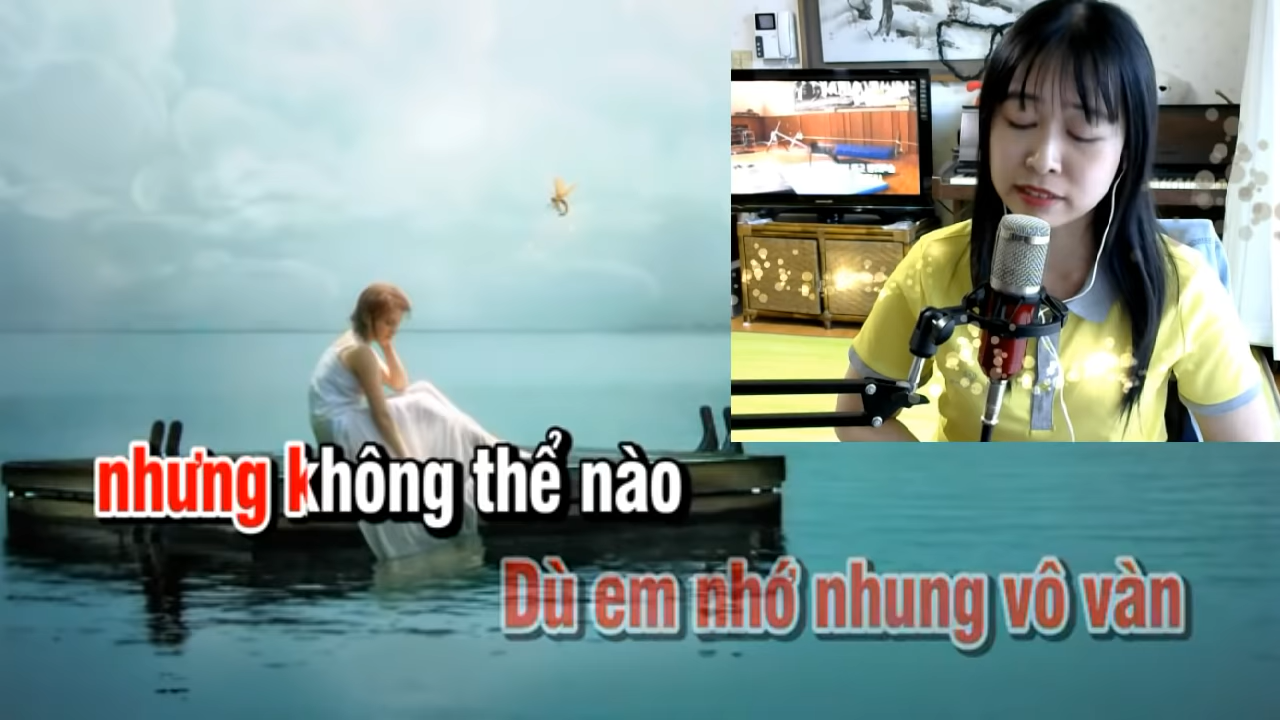 nhưng không thể nào
Dù em nhớ nhung vô vàn